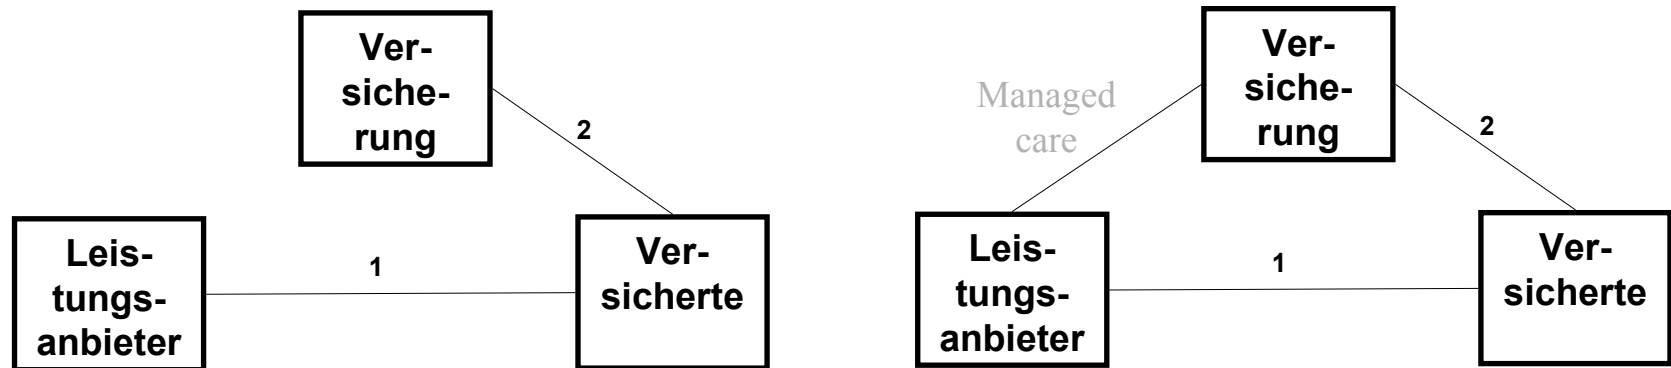 Ver-
siche-
rung
2
Leis-
tungs-
anbieter
1
Ver-
sicherte
Managed
care
Ver-
siche-
rung
2
Leis-
tungs-
anbieter
1
Ver-
sicherte